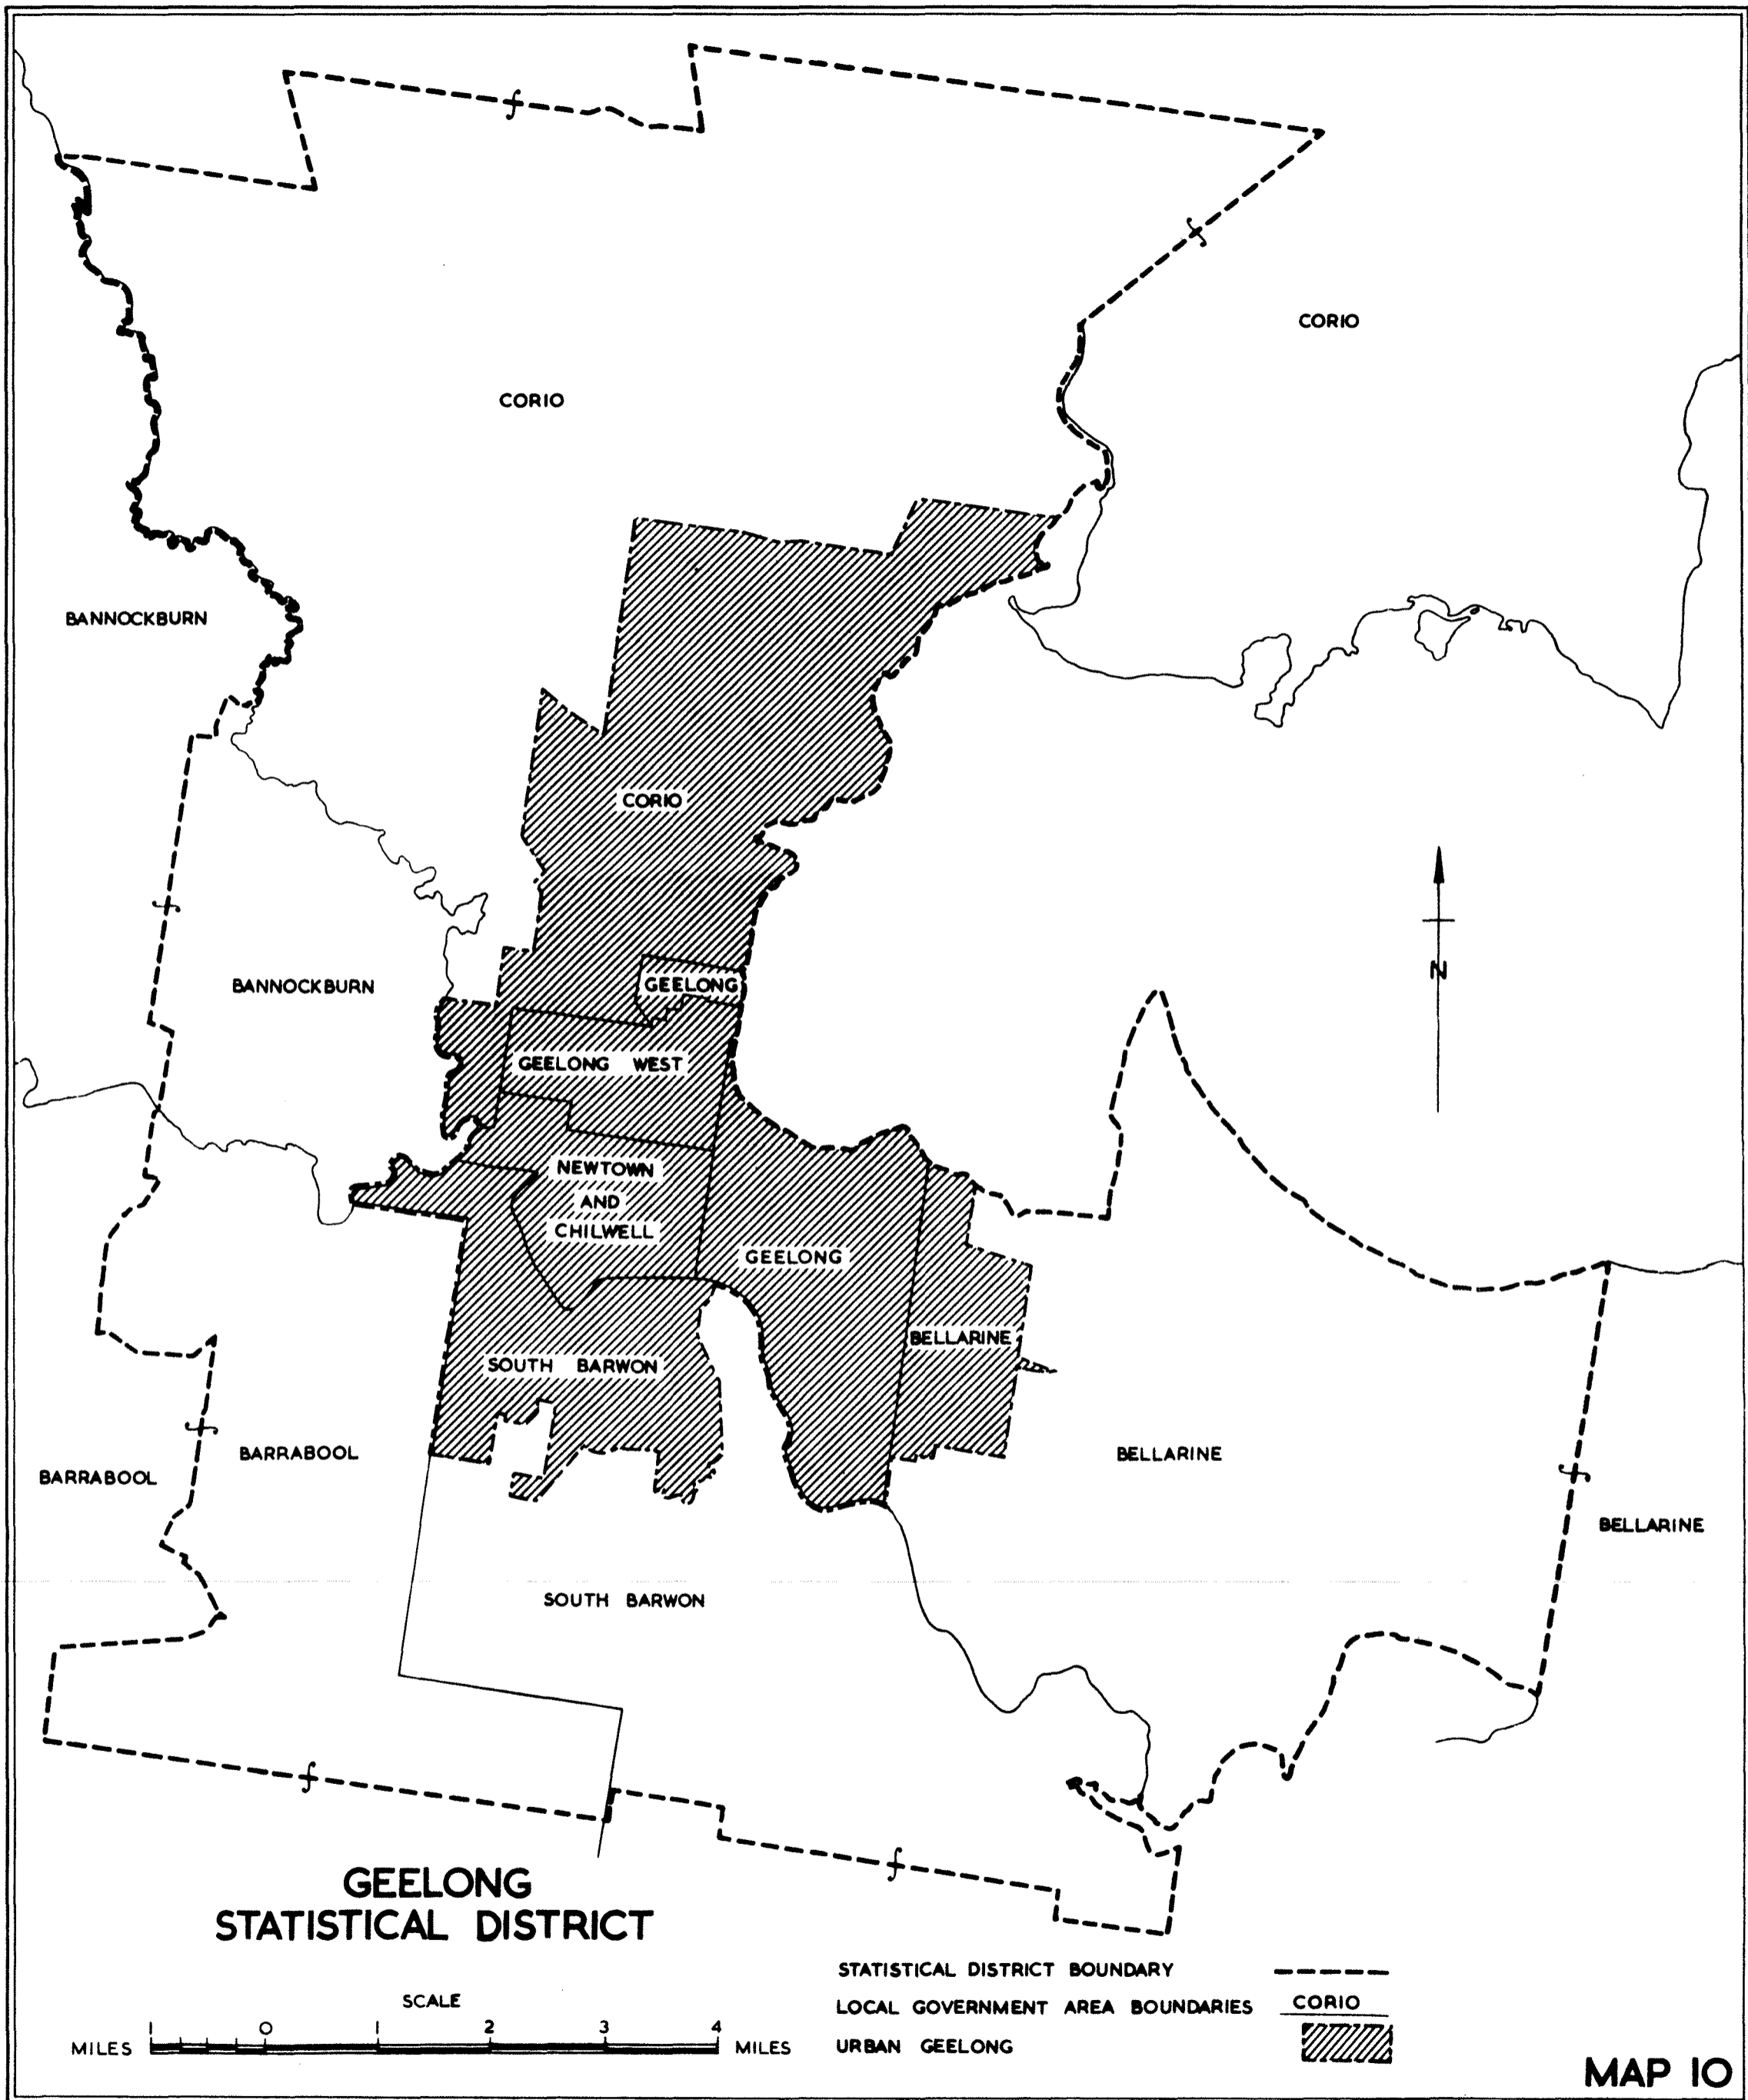 CORIO
CORIO
BANNOCKBURN
CORIO
BANNOCKBURN
GEELONG
N
GEELONG WEST
NEWTOWN
AND
CHILWELL
GEELONG
BELLARINE
SOUTH BARWON
BARRABOOL
BARRABOOL
BELLARINE
BELLARINE
SOUTH BARWON
GEELONG
STATISTICAL DISTRICT
SCALE
MILES 1 0 1 2 3 4 MILES
STATISTICAL DISTRICT BOUNDARY
LOCAL GOVERNMENT AREA BOUNDARIES CORIO
URBAN GEELONG
MAP 10